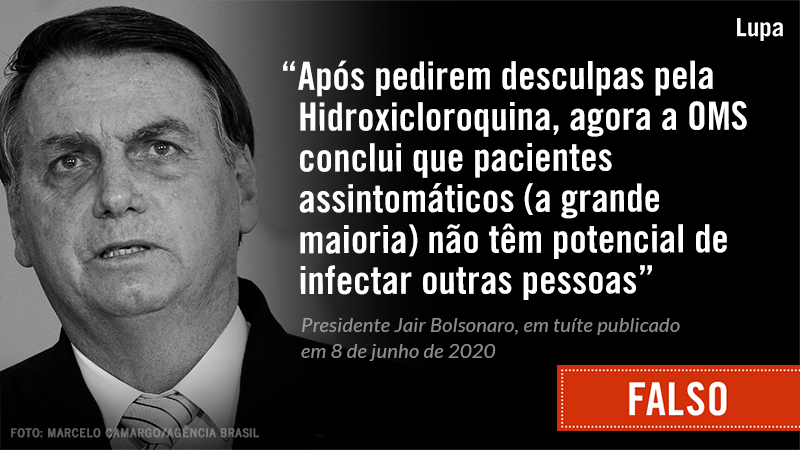 Lupa
“Após pedirem desculpas pela
Hidroxicloroquina, agora a OMS
conclui que pacientes
assintomáticos (a grande
maioria) não têm potencial de
infectar outras pessoas”
Presidente Jair Bolsonaro, em tuíte publicado
em 8 de junho de 2020
FALSO
FOTO: MARCELO CAMARGO/AGÊNCIA BRASIL